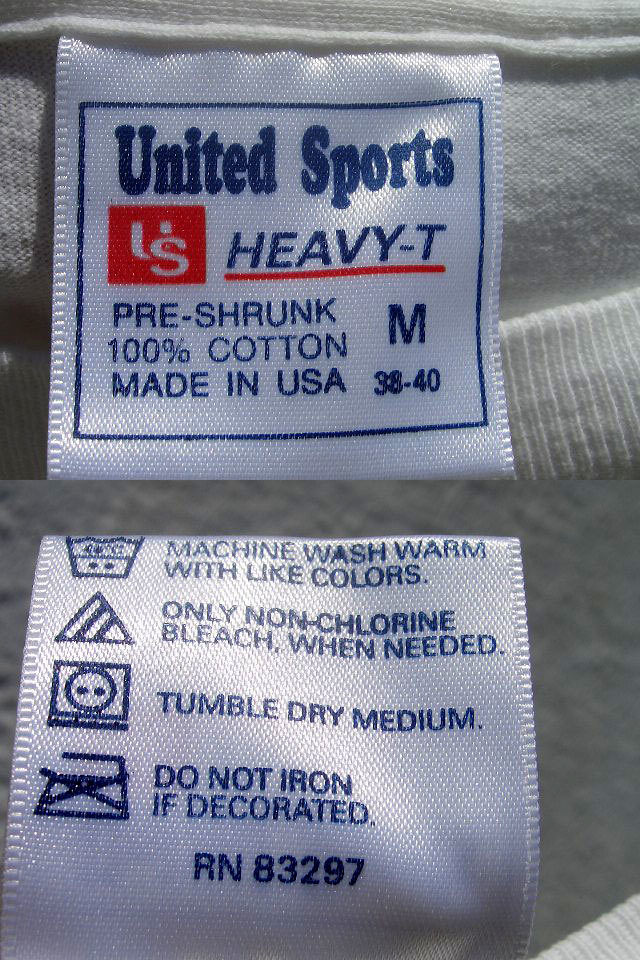 United Sports
US HEAVY-T
PRE-SHRUNK
100% COTTON
MADE IN USA
M
38-40
MACHINE WASH WARM
WITH LIKE COLORS.
ONLY NON-CHLORINE
BLEACH, WHEN NEEDED.
TUMBLE DRY MEDIUM.
DO NOT IRON
IF DECORATED.
RN 83297